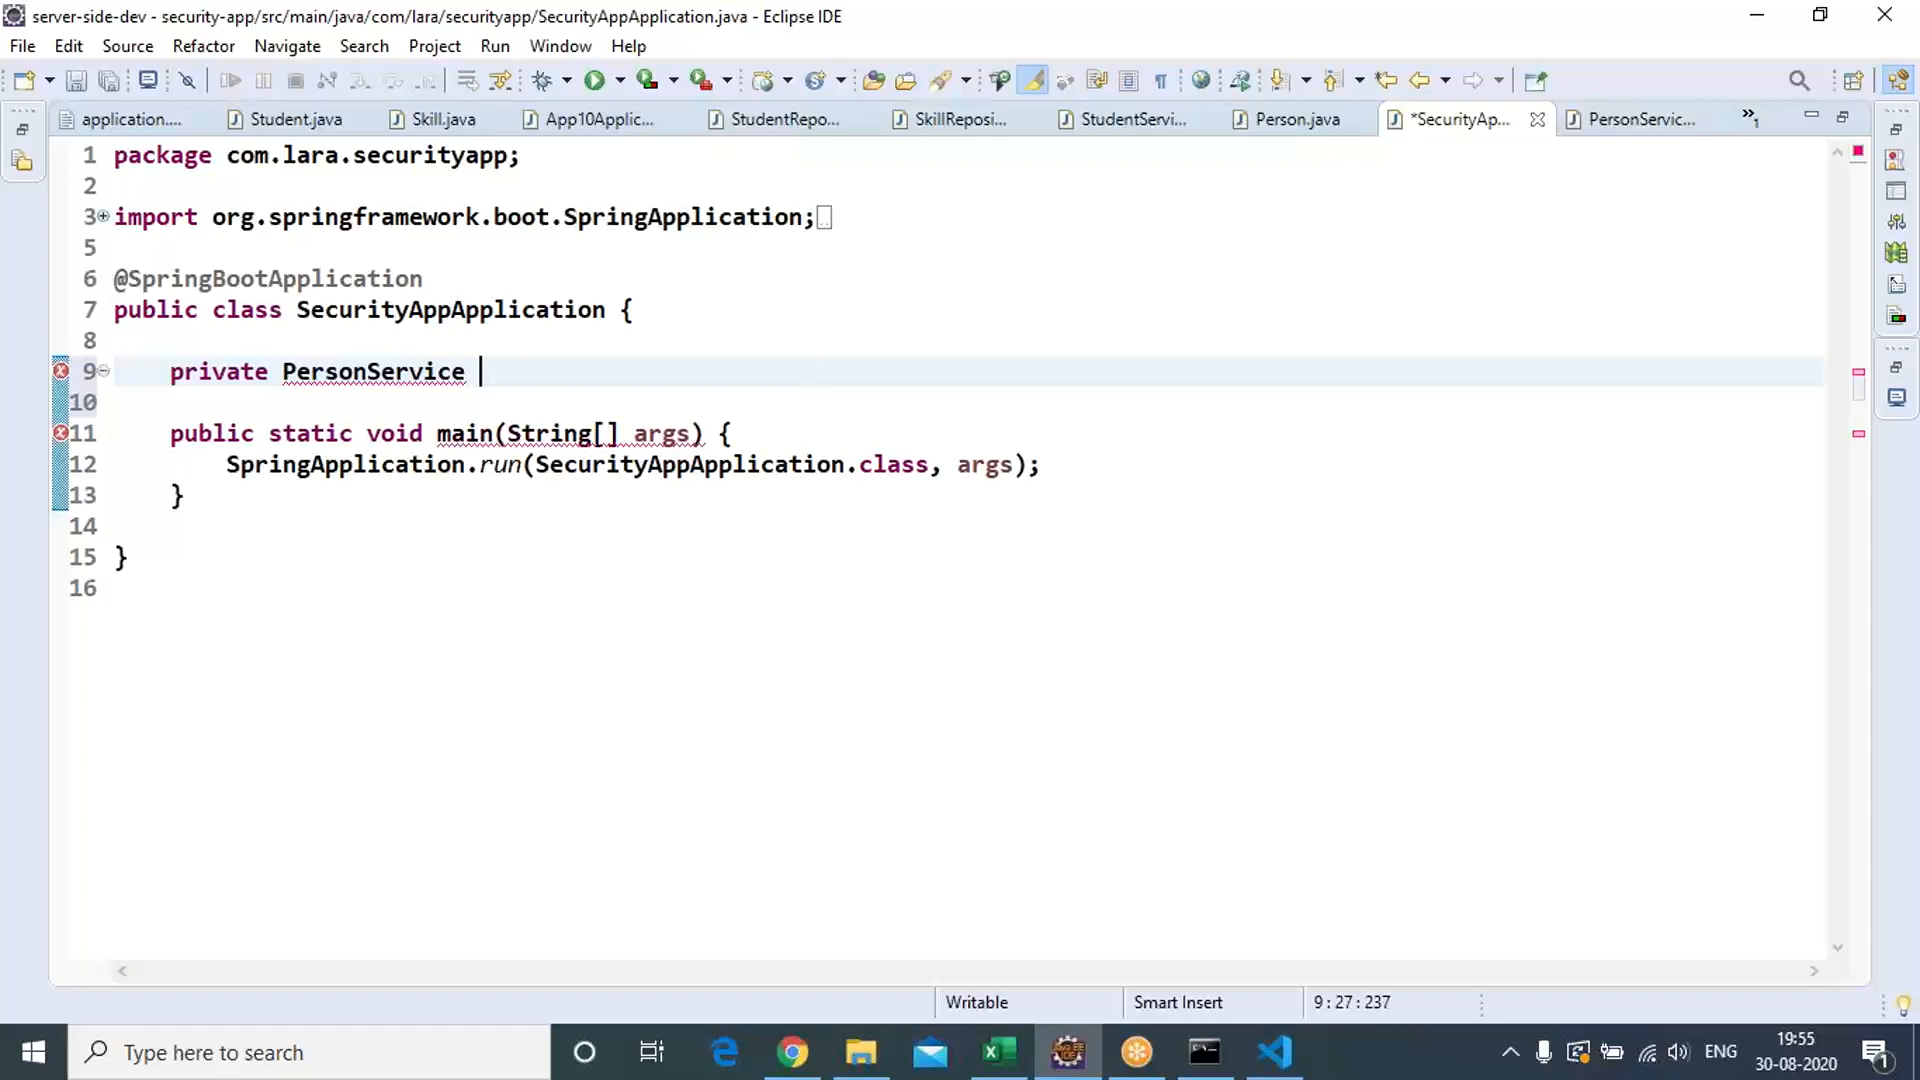 server-side-dev - security-app/src/main/java/com/lara/securityapp/SecurityAppApplication.java - Eclipse IDE
File Edit Source Refactor Navigate Search Project Run Window Help
application.... Student.java Skill.java App10Applic... StudentRepo... SkillReposi... StudentServi... Person.java *SecurityAp... PersonServic... »1
1 package com.lara.securityapp;
2
3 import org.springframework.boot.SpringApplication;
5
6 @SpringBootApplication
7 public class SecurityAppApplication {
8
9 private PersonService
10
11 public static void main(String[] args) {
12 SpringApplication.run(SecurityAppApplication.class, args);
13 }
14
15 }
16
Writable Smart Insert 9 : 27 : 237
Type here to search
ENG
19:55
30-08-2020
1